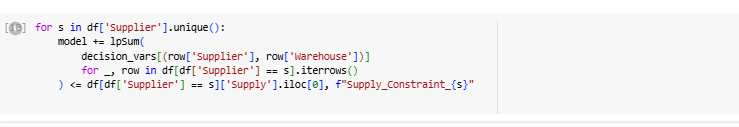 for s in df['Supplier'].unique():
    model += lpSum(
        decision_vars[(row['Supplier'], row['Warehouse'])]
        for _, row in df[df['Supplier'] == s].iterrows()
    ) <= df[df['Supplier'] == s]['Supply'].iloc[0], f"Supply_Constraint_{s}"